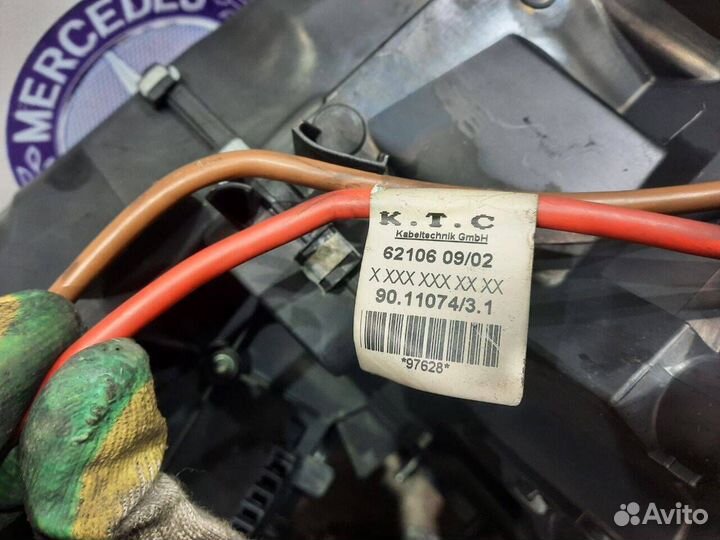 MERCEDES
K.T.C
Kabeltechnik GmbH
62106 09/02
X XXX XXX XX XX
90.11074/3.1
*97628*
Avito